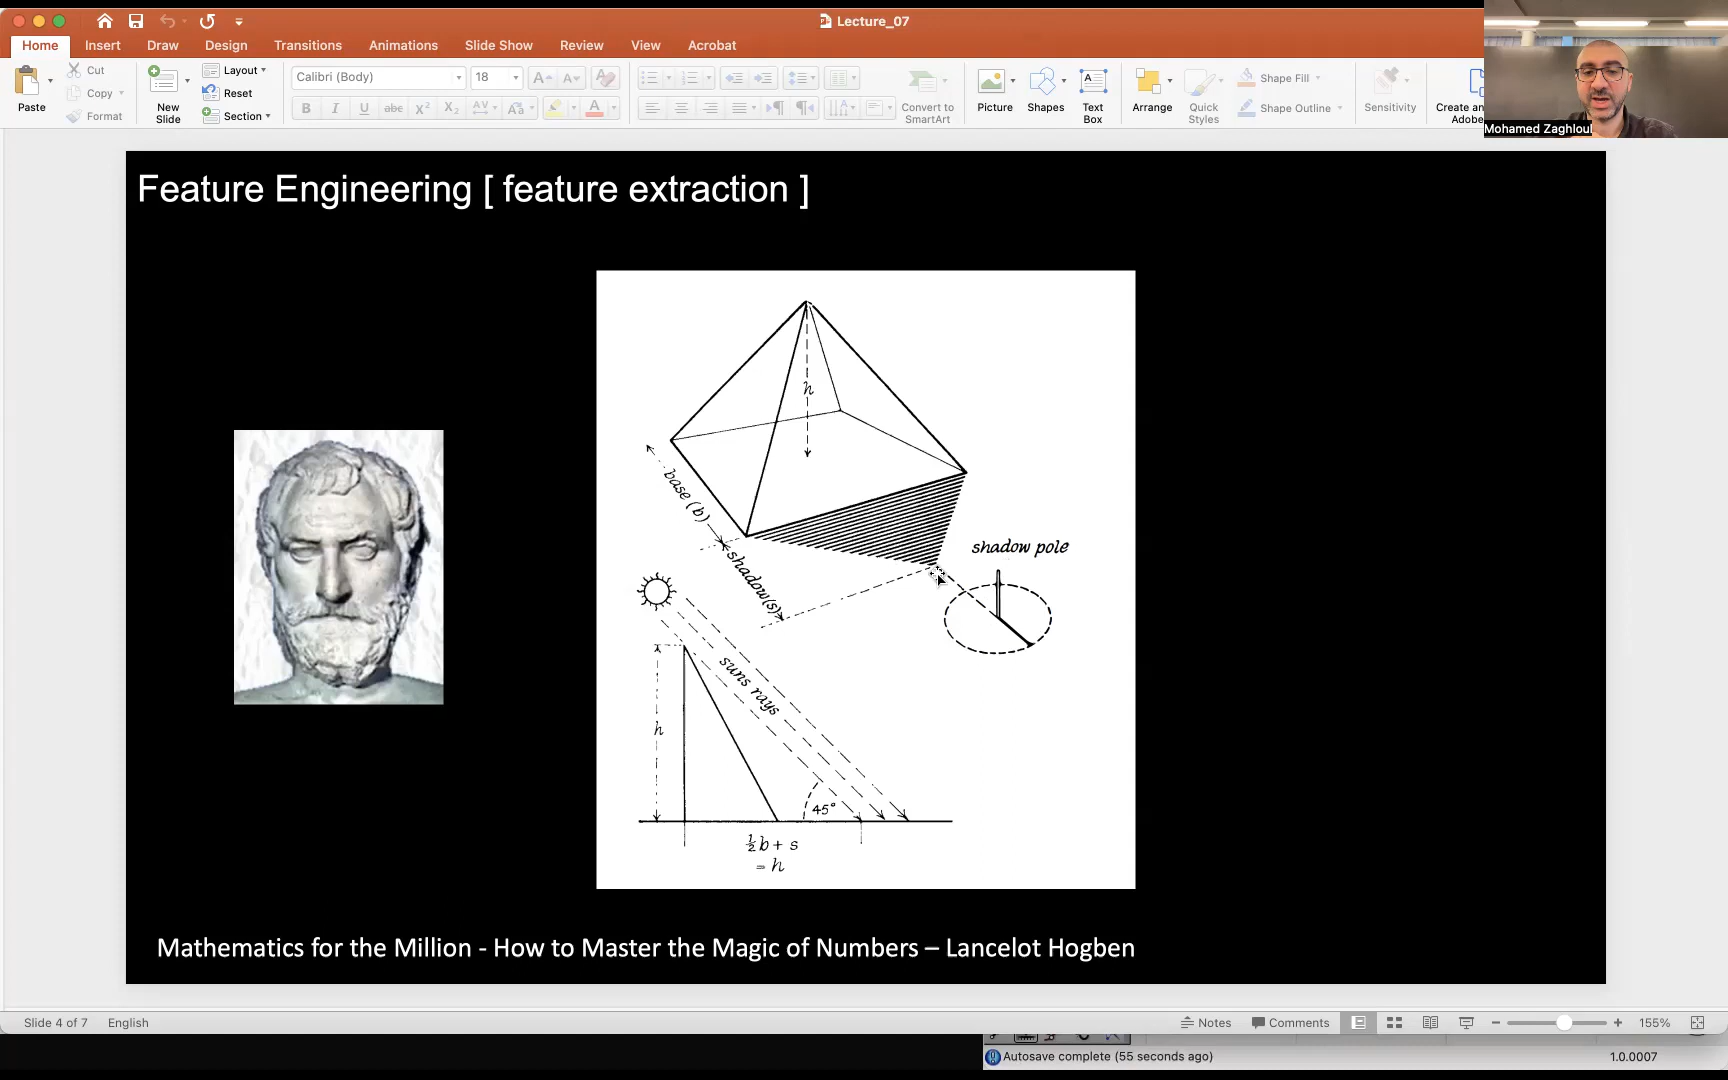 Lecture_07
Home Insert Draw Design Transitions Animations Slide Show Review View Acrobat
Paste
Cut
Copy
Format
New Slide
Layout
Reset
Section
Calibri (Body) 18
Convert to SmartArt
Picture
Shapes
Text Box
Arrange
Quick Styles
Shape Fill
Shape Outline
Sensitivity
Create an
Adobe
Mohamed Zaghloul
Feature Engineering [ feature extraction ]
h
base (b)
shadow(s)
shadow pole
suns rays
h
45°
½b + s
= h
Mathematics for the Million - How to Master the Magic of Numbers – Lancelot Hogben
Slide 4 of 7 English Notes Comments 155%
Autosave complete (55 seconds ago) 1.0.0007